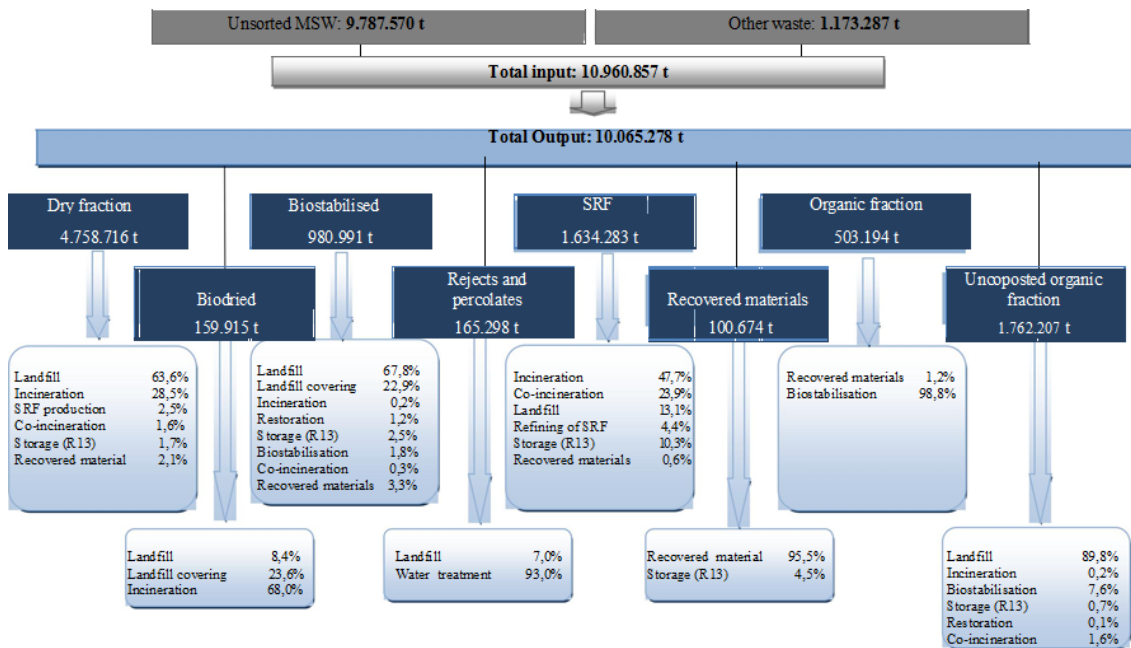 Unsorted MSW: 9.787.570 t
Other waste: 1.173.287 t
Total input: 10.960.857 t
Total Output: 10.065.278 t
Dry fraction
4.758.716 t
Biostabilised
980.991 t
SRF
1.634.283 t
Organic fraction
503.194 t
Biodried
159.915 t
Rejects and
percolates
165.298 t
Recovered materials
100.674 t
Uncoposted organic
fraction
1.762.207 t
Landfill 63,6%
Incineration 28,5%
SRF production 2,5%
Co-incineration 1,6%
Storage (R13) 1,7%
Recovered material 2,1%
Landfill 67,8%
Landfill covering 22,9%
Incineration 0,2%
Restoration 1,2%
Storage (R13) 2,5%
Biostabilisation 1,8%
Co-incineration 0,3%
Recovered materials 3,3%
Incineration 47,7%
Co-incineration 23,9%
Landfill 13,1%
Refining of SRF 4,4%
Storage (R13) 10,3%
Recovered materials 0,6%
Recovered materials 1,2%
Biostabilisation 98,8%
Landfill 8,4%
Landfill covering 23,6%
Incineration 68,0%
Landfill 7,0%
Water treatment 93,0%
Recovered material 95,5%
Storage (R13) 4,5%
Landfill 89,8%
Incineration 0,2%
Biostabilisation 7,6%
Storage (R13) 0,7%
Restoration 0,1%
Co-incineration 1,6%